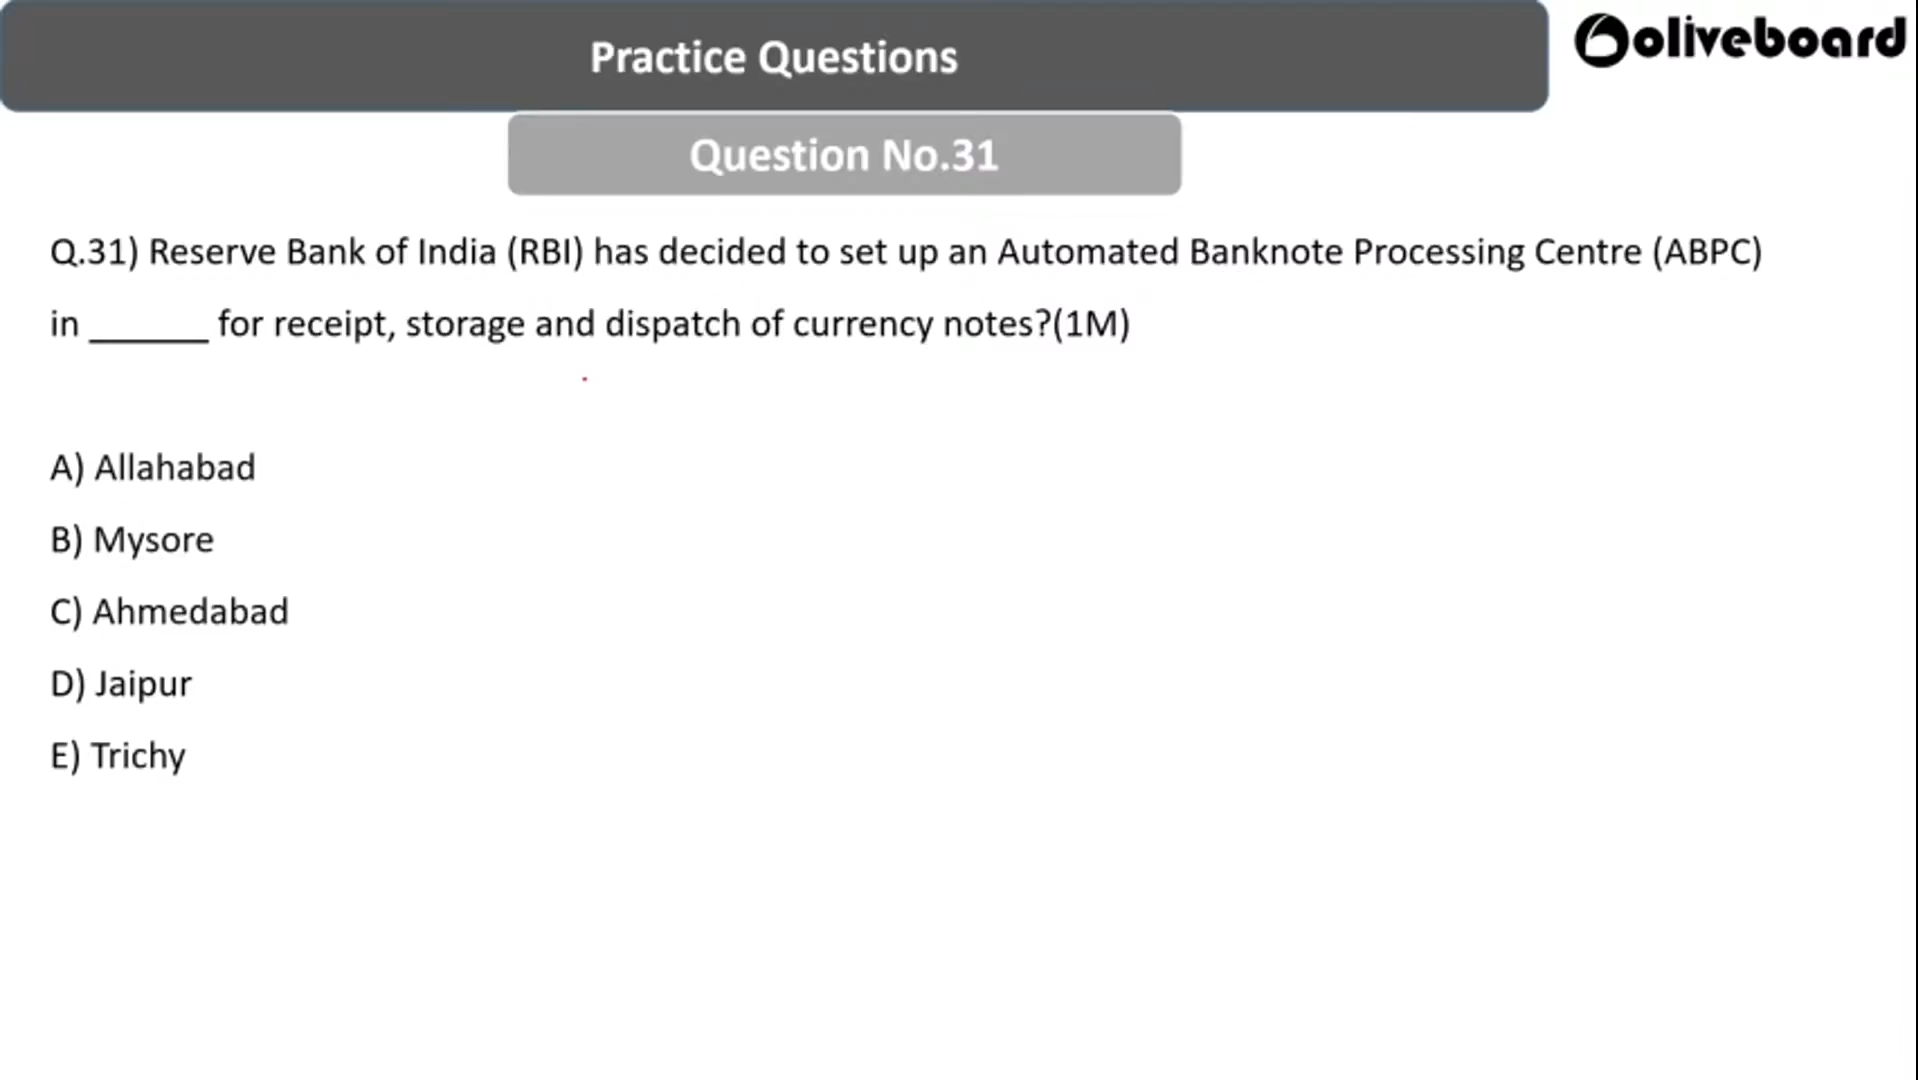 Practice Questions
oliveboard
Question No.31
Q.31) Reserve Bank of India (RBI) has decided to set up an Automated Banknote Processing Centre (ABPC)
in ______ for receipt, storage and dispatch of currency notes?(1M)
A) Allahabad
B) Mysore
C) Ahmedabad
D) Jaipur
E) Trichy